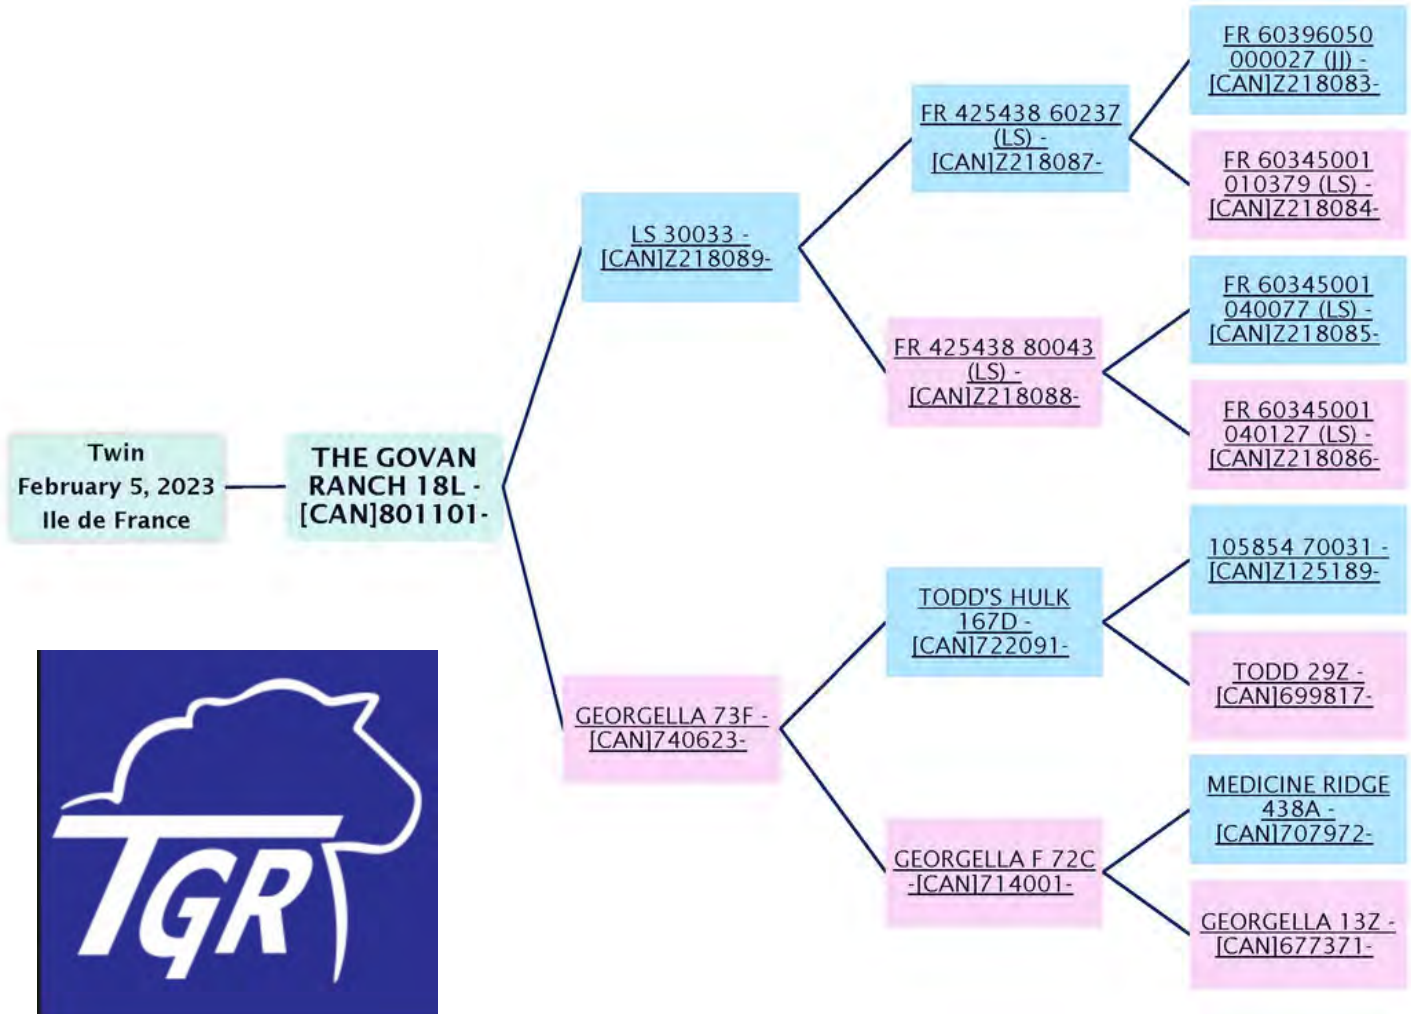 Twin
February 5, 2023
Ile de France
THE GOVAN
RANCH 18L -
[CAN]801101-
LS 30033 -
[CAN]Z218089-
GEORGELLA 73F -
[CAN]740623-
FR 425438 60237
(LS) -
[CAN]Z218087-
FR 425438 80043
(LS) -
[CAN]Z218088-
TODD'S HULK
167D -
[CAN]722091-
GEORGELLA F 72C
-[CAN]714001-
FR 60396050
000027 (JJ) -
[CAN]Z218083-
FR 60345001
010379 (LS) -
[CAN]Z218084-
FR 60345001
040077 (LS) -
[CAN]Z218085-
FR 60345001
040127 (LS) -
[CAN]Z218086-
105854 70031 -
[CAN]Z125189-
TODD 29Z -
[CAN]699817-
MEDICINE RIDGE
438A -
[CAN]707972-
GEORGELLA 13Z -
[CAN]677371-
TGR